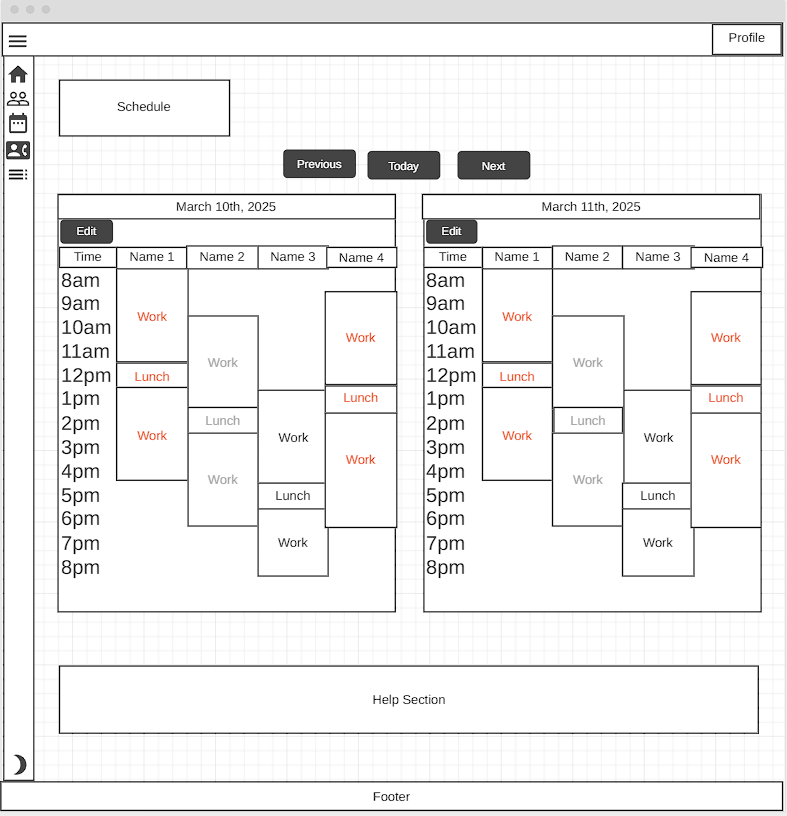 Profile
Schedule
Previous Today Next
March 10th, 2025
Edit
Time Name 1 Name 2 Name 3 Name 4
8am
9am
10am Work
11am Work Work
12pm Lunch
1pm Lunch
2pm Lunch
3pm Work Work
4pm Work Work
5pm Lunch
6pm
7pm Work
8pm
March 11th, 2025
Edit
Time Name 1 Name 2 Name 3 Name 4
8am
9am
10am Work
11am Work Work
12pm Lunch
1pm Lunch
2pm Lunch
3pm Work Work
4pm Work Work
5pm Lunch
6pm
7pm Work
8pm
Help Section
Footer